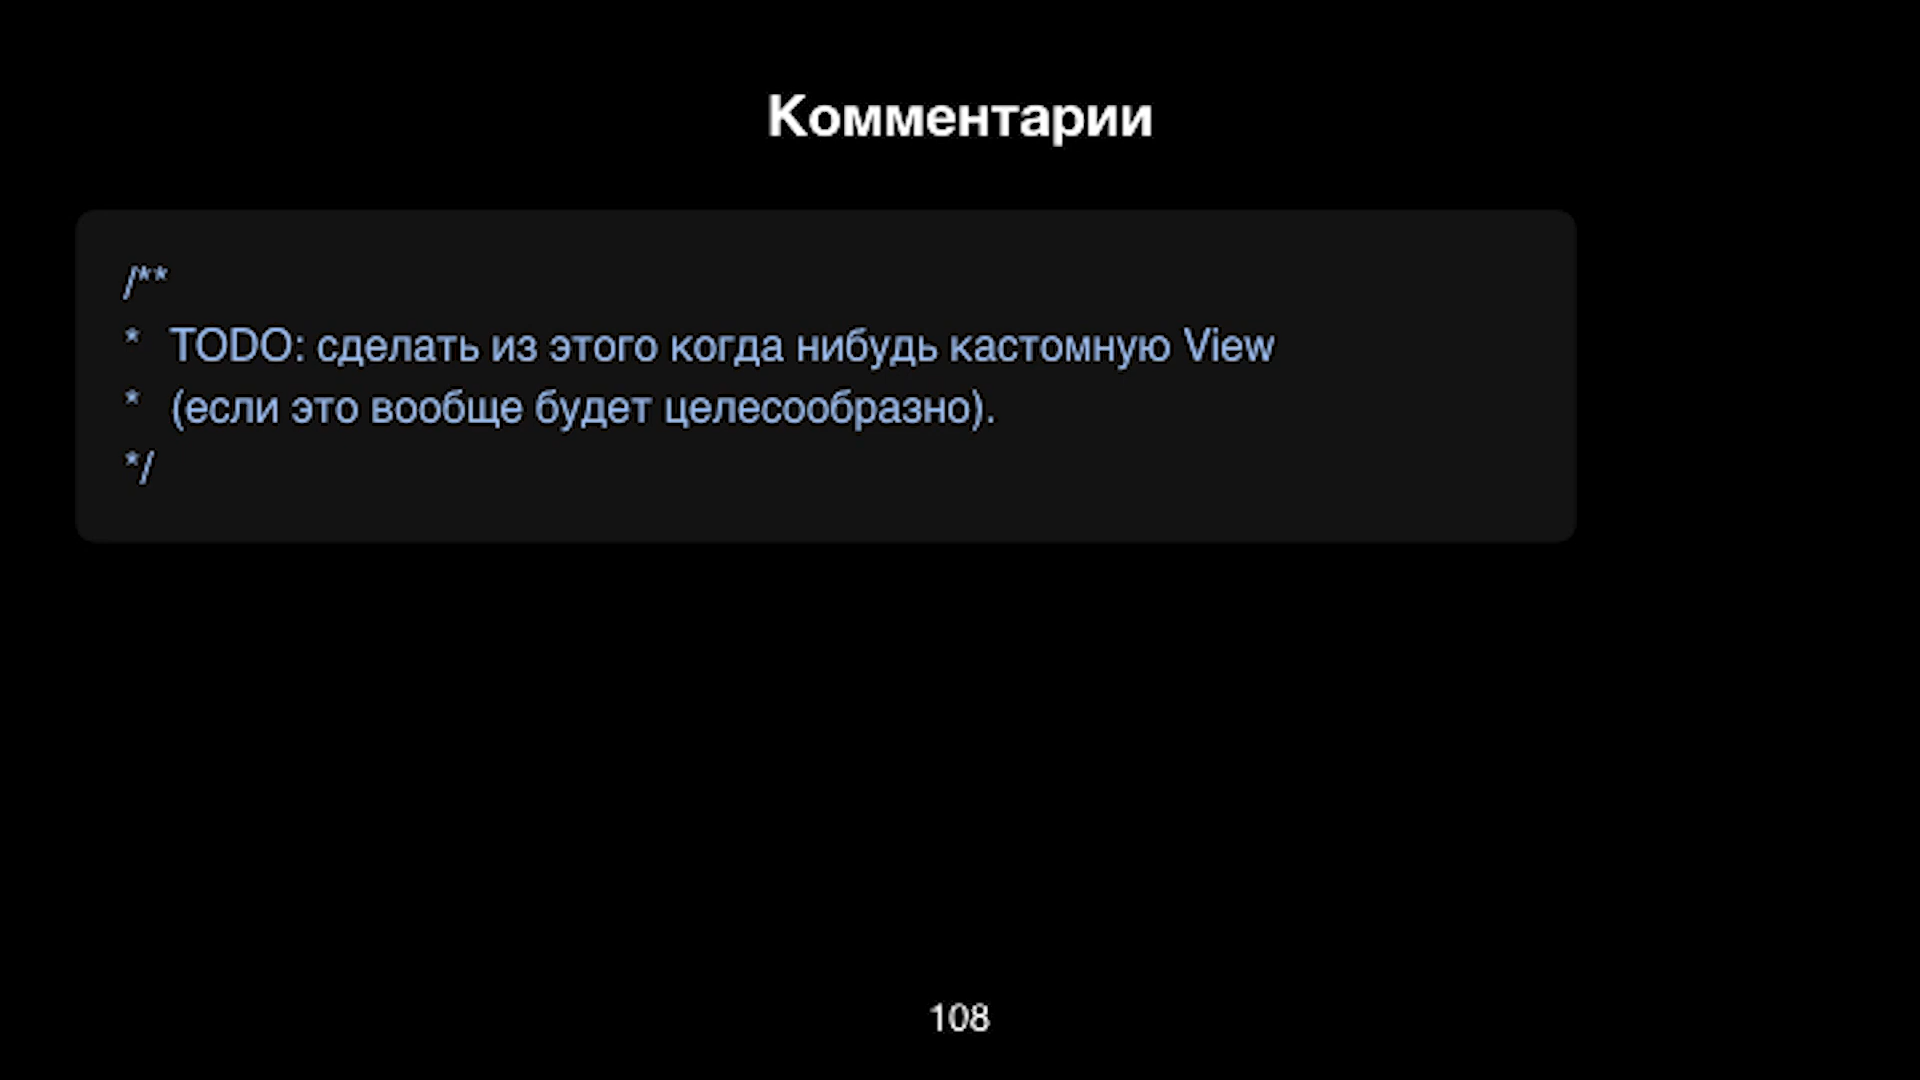 Комментарии
/**
* TODO: сделать из этого когда нибудь кастомную View
* (если это вообще будет целесообразно).
*/
108